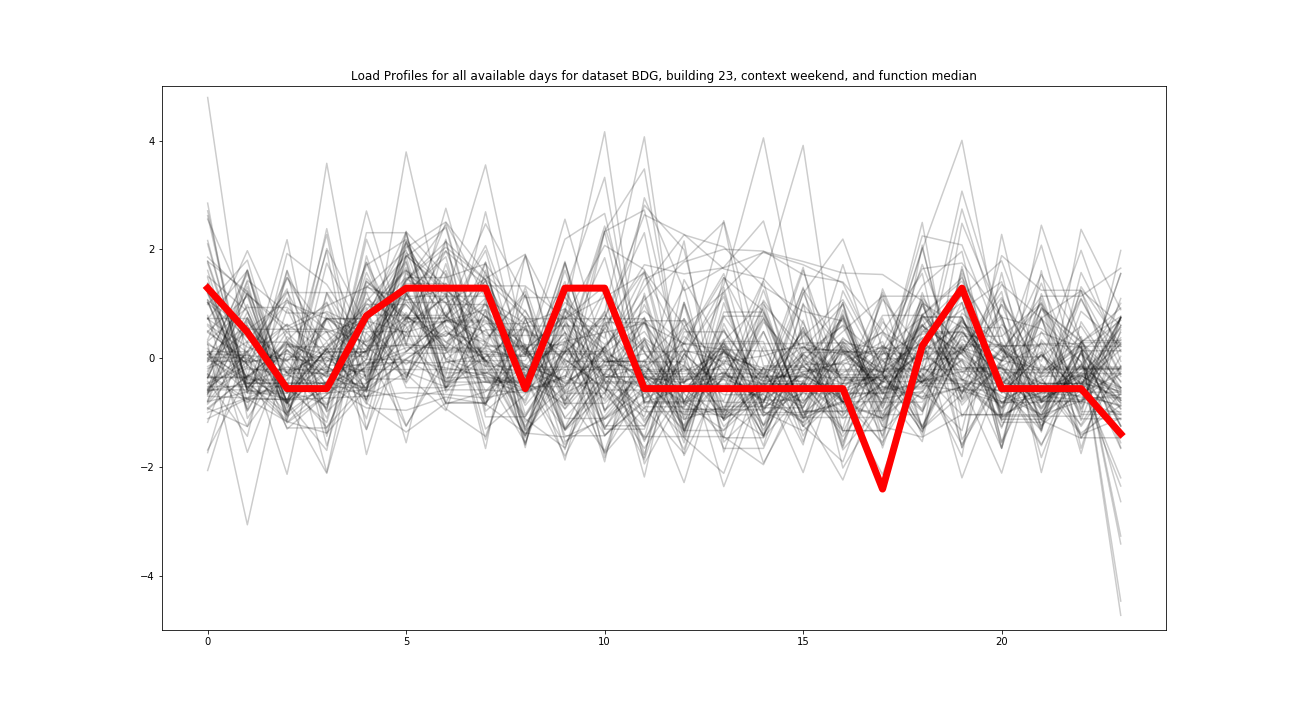 Load Profiles for all available days for dataset BDG, building 23, context weekend, and function median
4
2
0
−2
−4
0 5 10 15 20